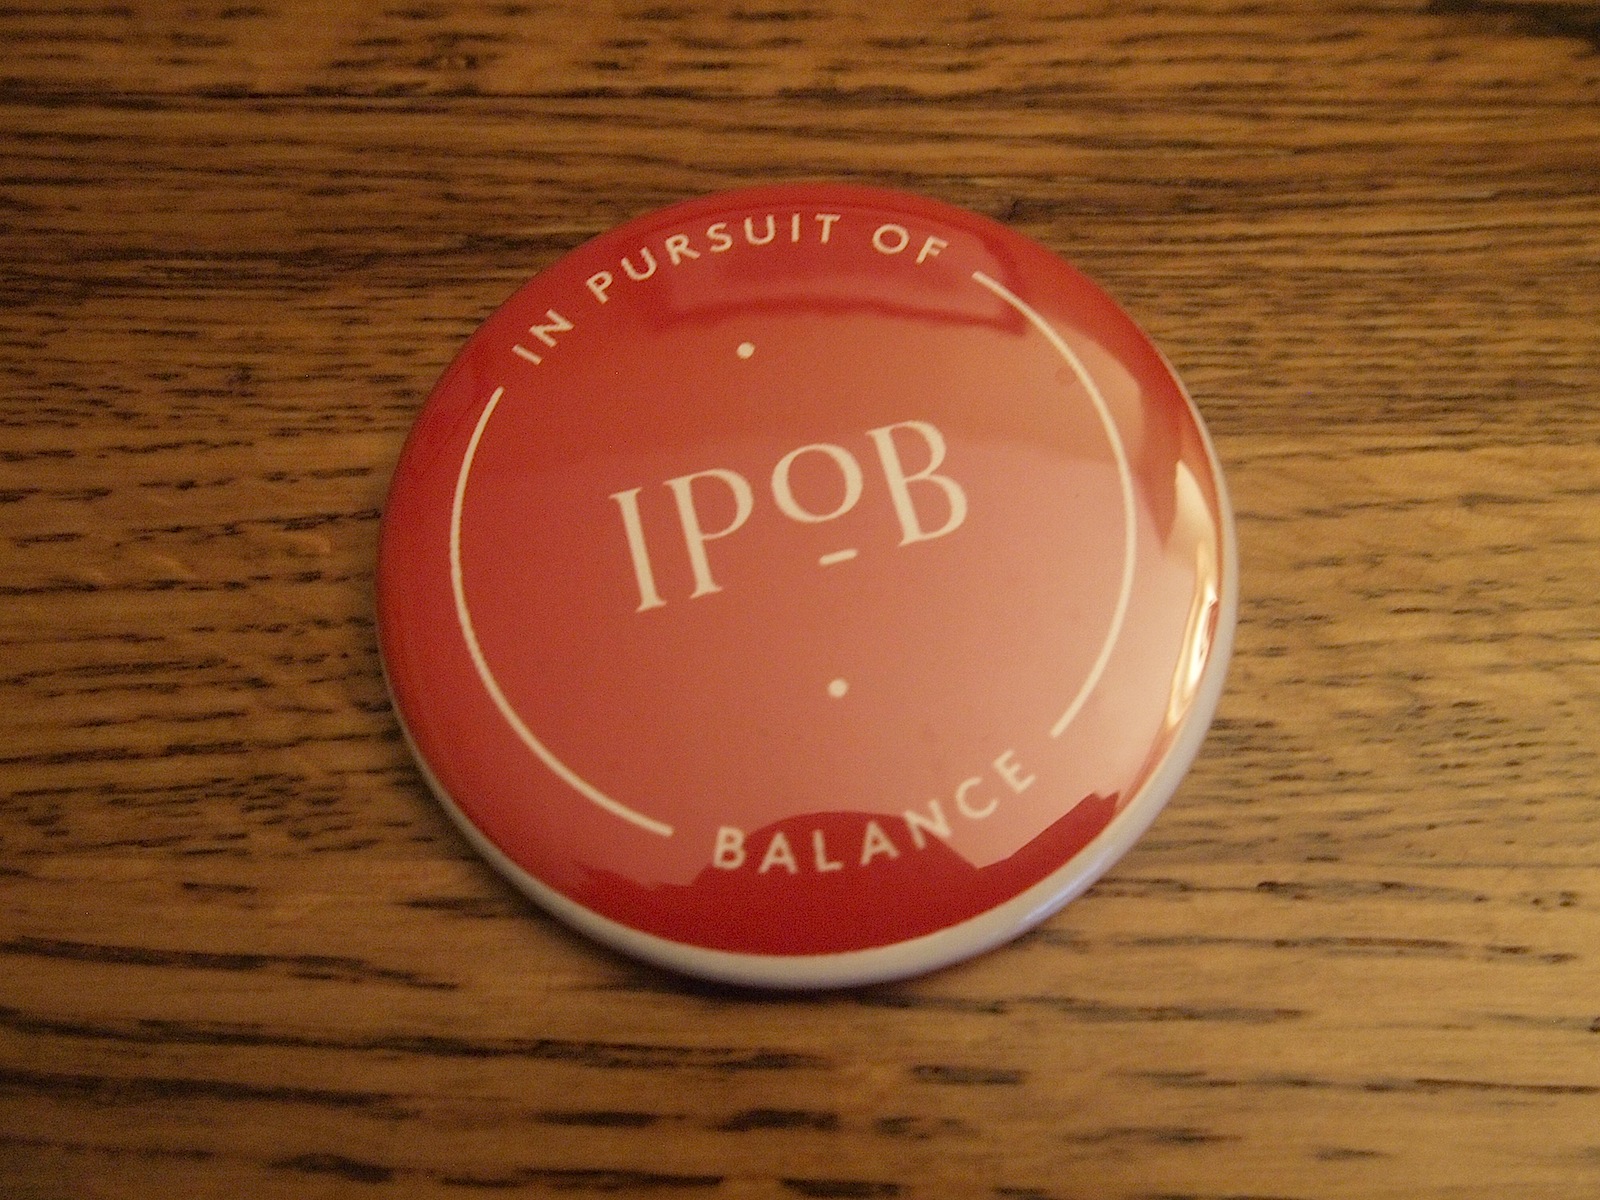 IN PURSUIT OF
IPOB
BALANCE